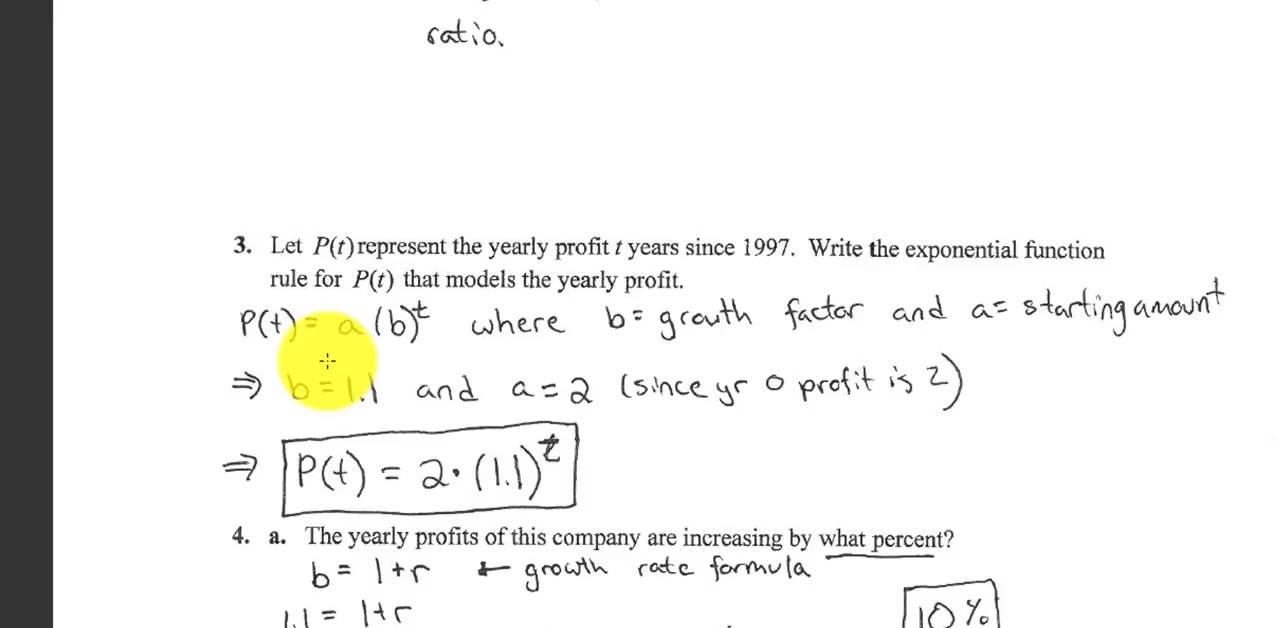 ratio.
3. Let P(t) represent the yearly profit t years since 1997. Write the exponential function
rule for P(t) that models the yearly profit.
P(t) = a (b)^t where b = growth factor and a = starting amount
⇒ b = 1.1 and a = 2 (since yr 0 profit is 2)
⇒ P(t) = 2 · (1.1)^t
4. a. The yearly profits of this company are increasing by what percent?
b = 1 + r ← growth rate formula
1.1 = 1 + r
10%